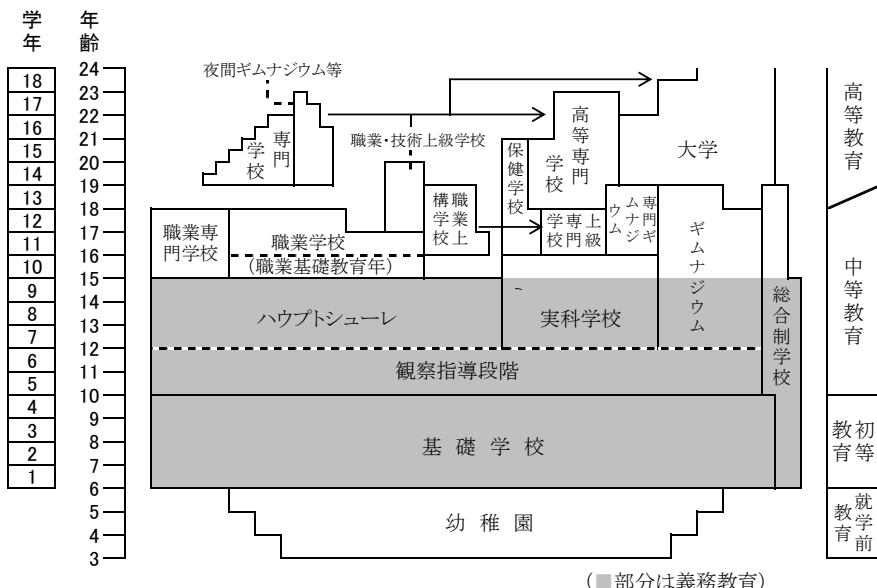 学年
年齢
18
17
16
15
14
13
12
11
10
9
8
7
6
5
4
3
2
1
24
23
22
21
20
19
18
17
16
15
14
13
12
11
10
9
8
7
6
5
4
3
夜間ギムナジウム等
専門学校
職業・技術上級学校
職業上構学校
保健学校
高等専門学校
大学
職業専門学校
職業学校
(職業基礎教育年)
上級専門学校
専門ギムナジウム
ギムナジウム
総合制学校
ハウプトシューレ
実科学校
観察指導段階
基礎学校
幼稚園
高等教育
中等教育
初等教育
就学前教育
(■部分は義務教育)